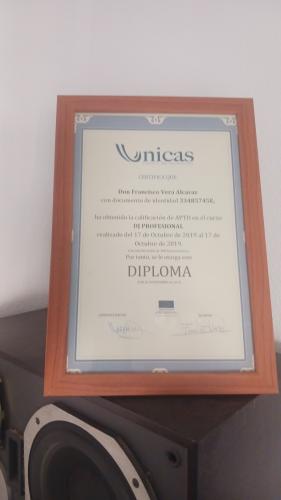 Unicas
CERTIFICA QUE
Don Francisco Vera Alcaraz
con documento de identidad 33485745E,
ha obtenido la calificación de APTO en el curso
DJ PROFESIONAL
realizado del 17 de Octubre de 2019 al 17 de
Octubre de 2019.
Por tanto, se le otorga este
DIPLOMA